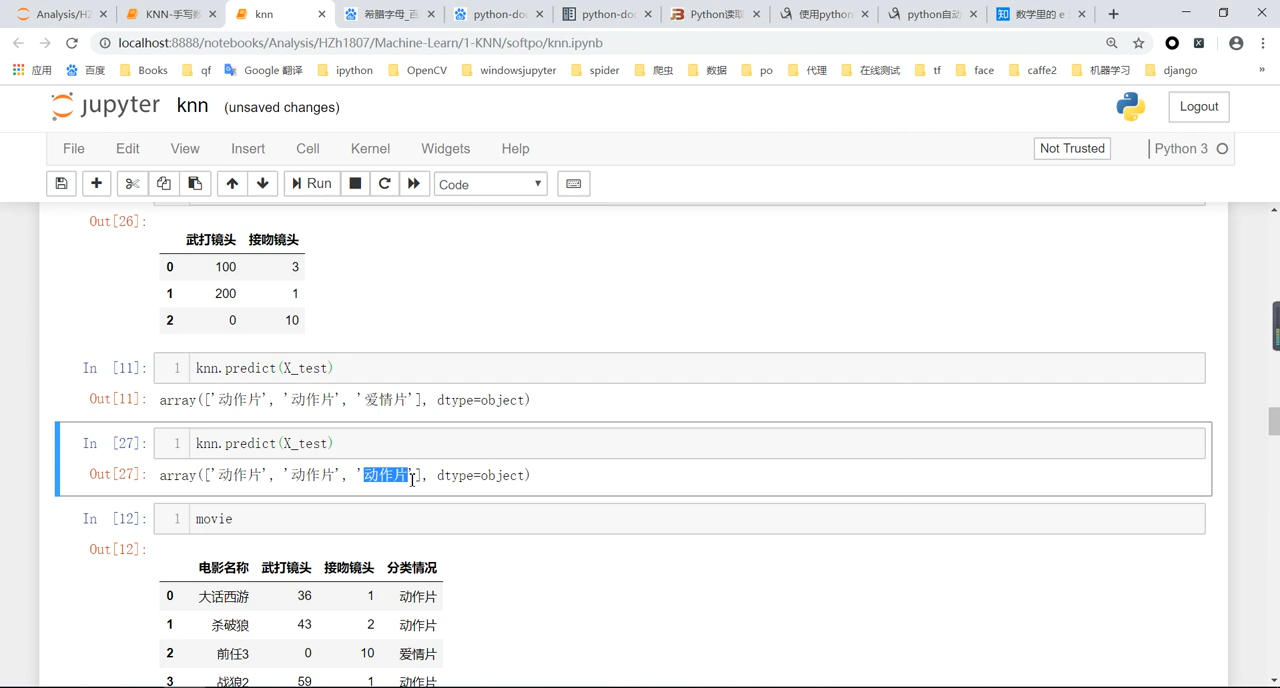 Analysis/HZ
KNN-手写数
knn
希腊字母_百
python-doc
python-doc
Python读取
使用python
python自动
数学里的 e
localhost:8888/notebooks/Analysis/HZh1807/Machine-Learn/1-KNN/softpo/knn.ipynb
应用 百度 Books qf Google 翻译 ipython OpenCV windowsjupyter spider 爬虫 数据 po 代理 在线测试 tf face caffe2 机器学习 django »
jupyter knn (unsaved changes) Logout
File Edit View Insert Cell Kernel Widgets Help Not Trusted Python 3
Run Code
Out[26]:
武打镜头 接吻镜头
0 100 3
1 200 1
2 0 10
In [11]: 1 knn.predict(X_test)
Out[11]: array(['动作片', '动作片', '爱情片'], dtype=object)
In [27]: 1 knn.predict(X_test)
Out[27]: array(['动作片', '动作片', '动作片'], dtype=object)
In [12]: 1 movie
Out[12]:
电影名称 武打镜头 接吻镜头 分类情况
0 大话西游 36 1 动作片
1 杀破狼 43 2 动作片
2 前任3 0 10 爱情片
3 战狼2 59 1 动作片